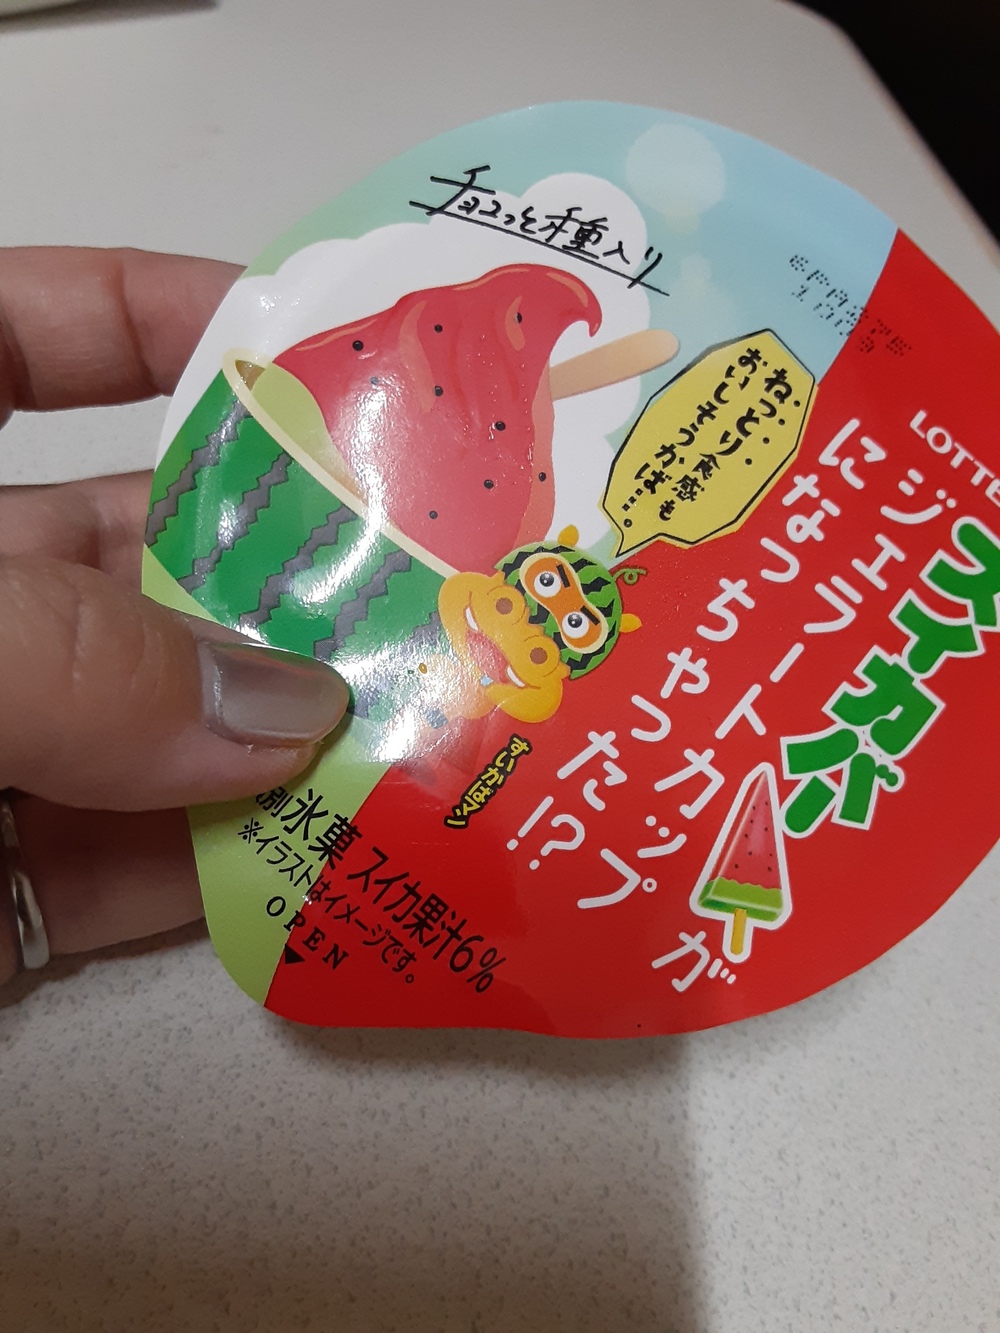 チョコっと種入り
ねっとり食感も
おいしそうかば…。
LOTTE
スイカバーが
ジェラートカップ
になっちゃった!?
すいかばマン
別氷菓 スイカ果汁6%
※イラストはイメージです。
OPEN